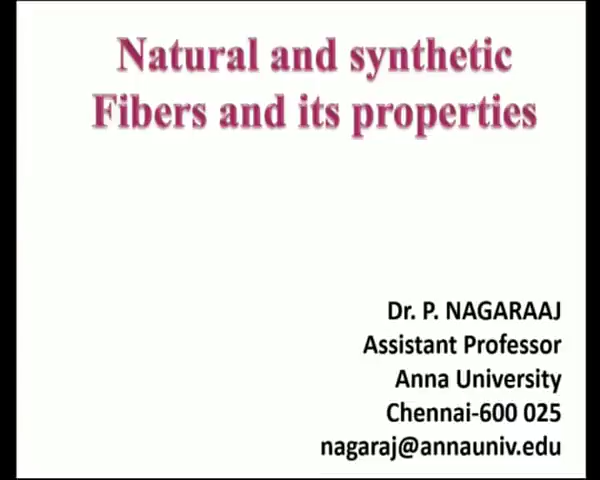 Natural and synthetic
Fibers and its properties
Dr. P. NAGARAAJ
Assistant Professor
Anna University
Chennai-600 025
nagaraj@annauniv.edu